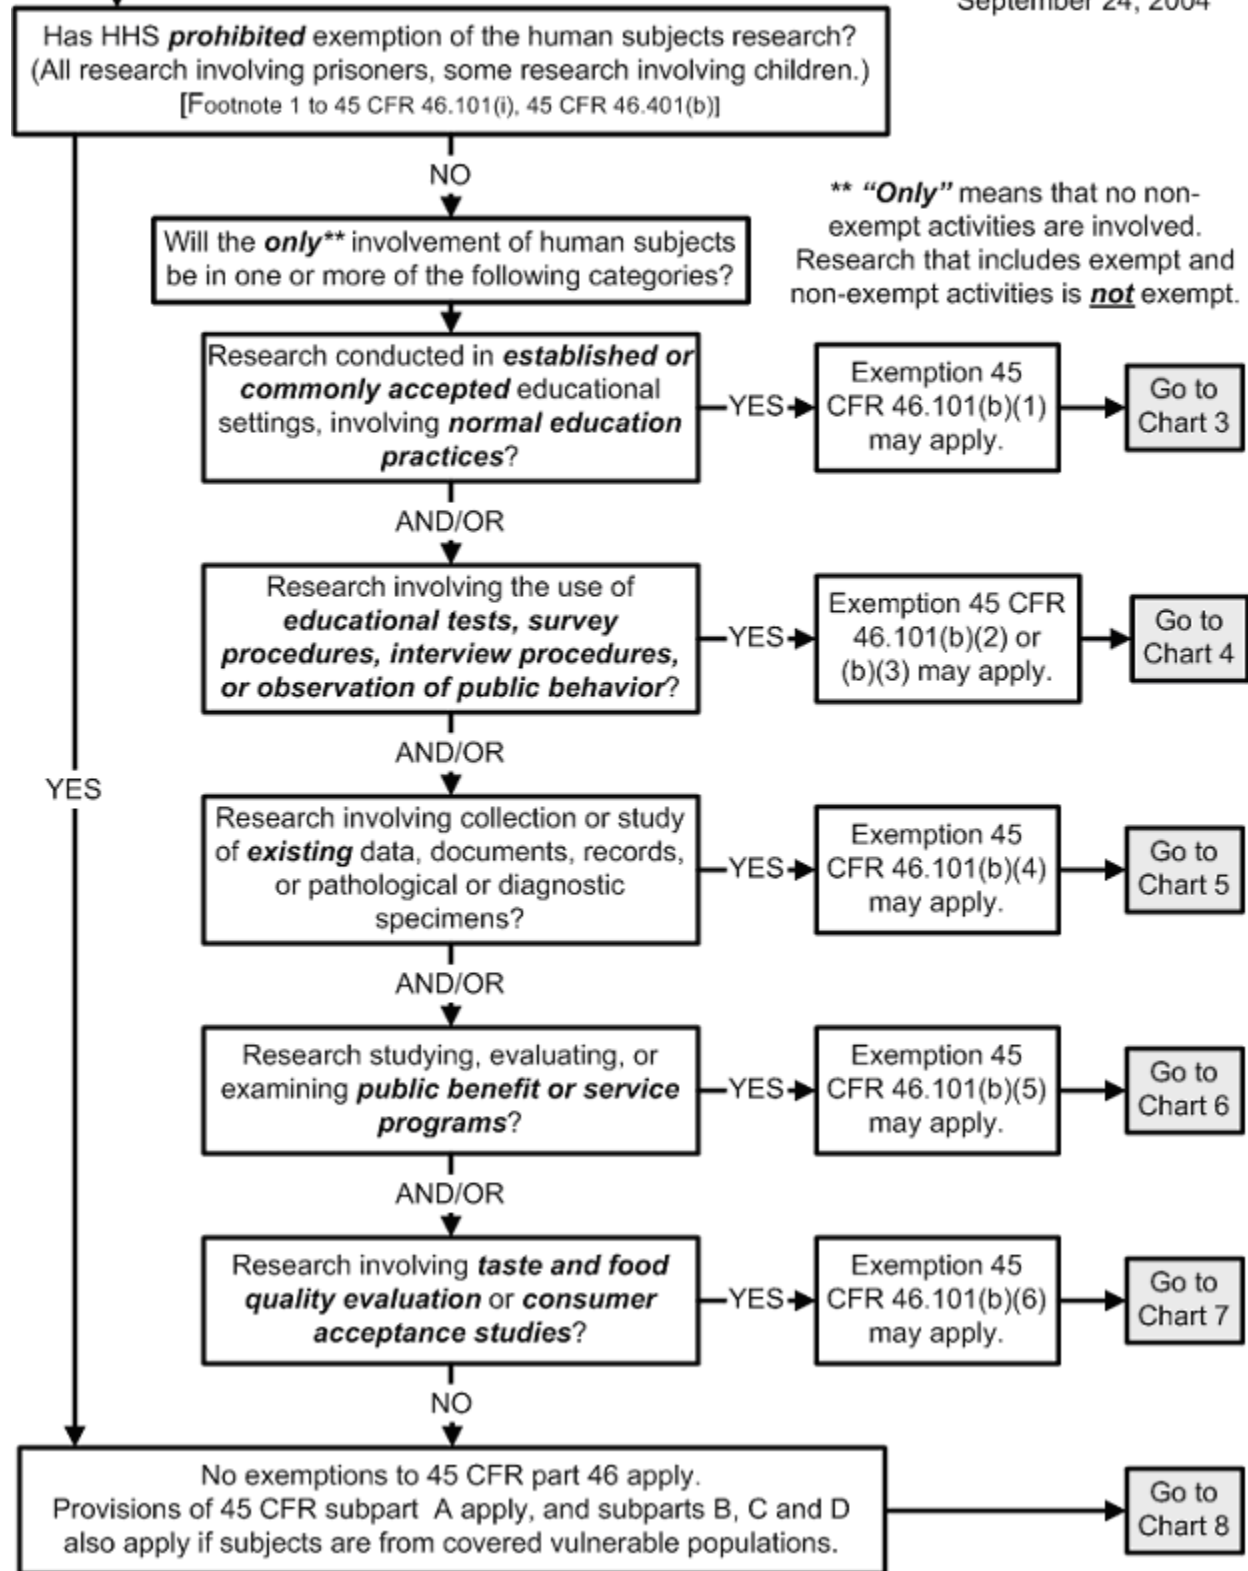 September 24, 2004
Has HHS prohibited exemption of the human subjects research?
(All research involving prisoners, some research involving children.)
[Footnote 1 to 45 CFR 46.101(i), 45 CFR 46.401(b)]
NO
** “Only” means that no non-
exempt activities are involved.
Research that includes exempt and
non-exempt activities is not exempt.
Will the only** involvement of human subjects
be in one or more of the following categories?
Research conducted in established or
commonly accepted educational
settings, involving normal education
practices?
YES
Exemption 45
CFR 46.101(b)(1)
may apply.
Go to
Chart 3
AND/OR
Research involving the use of
educational tests, survey
procedures, interview procedures,
or observation of public behavior?
YES
Exemption 45 CFR
46.101(b)(2) or
(b)(3) may apply.
Go to
Chart 4
AND/OR
YES
Research involving collection or study
of existing data, documents, records,
or pathological or diagnostic
specimens?
YES
Exemption 45
CFR 46.101(b)(4)
may apply.
Go to
Chart 5
AND/OR
Research studying, evaluating, or
examining public benefit or service
programs?
YES
Exemption 45
CFR 46.101(b)(5)
may apply.
Go to
Chart 6
AND/OR
Research involving taste and food
quality evaluation or consumer
acceptance studies?
YES
Exemption 45
CFR 46.101(b)(6)
may apply.
Go to
Chart 7
NO
No exemptions to 45 CFR part 46 apply.
Provisions of 45 CFR subpart A apply, and subparts B, C and D
also apply if subjects are from covered vulnerable populations.
Go to
Chart 8